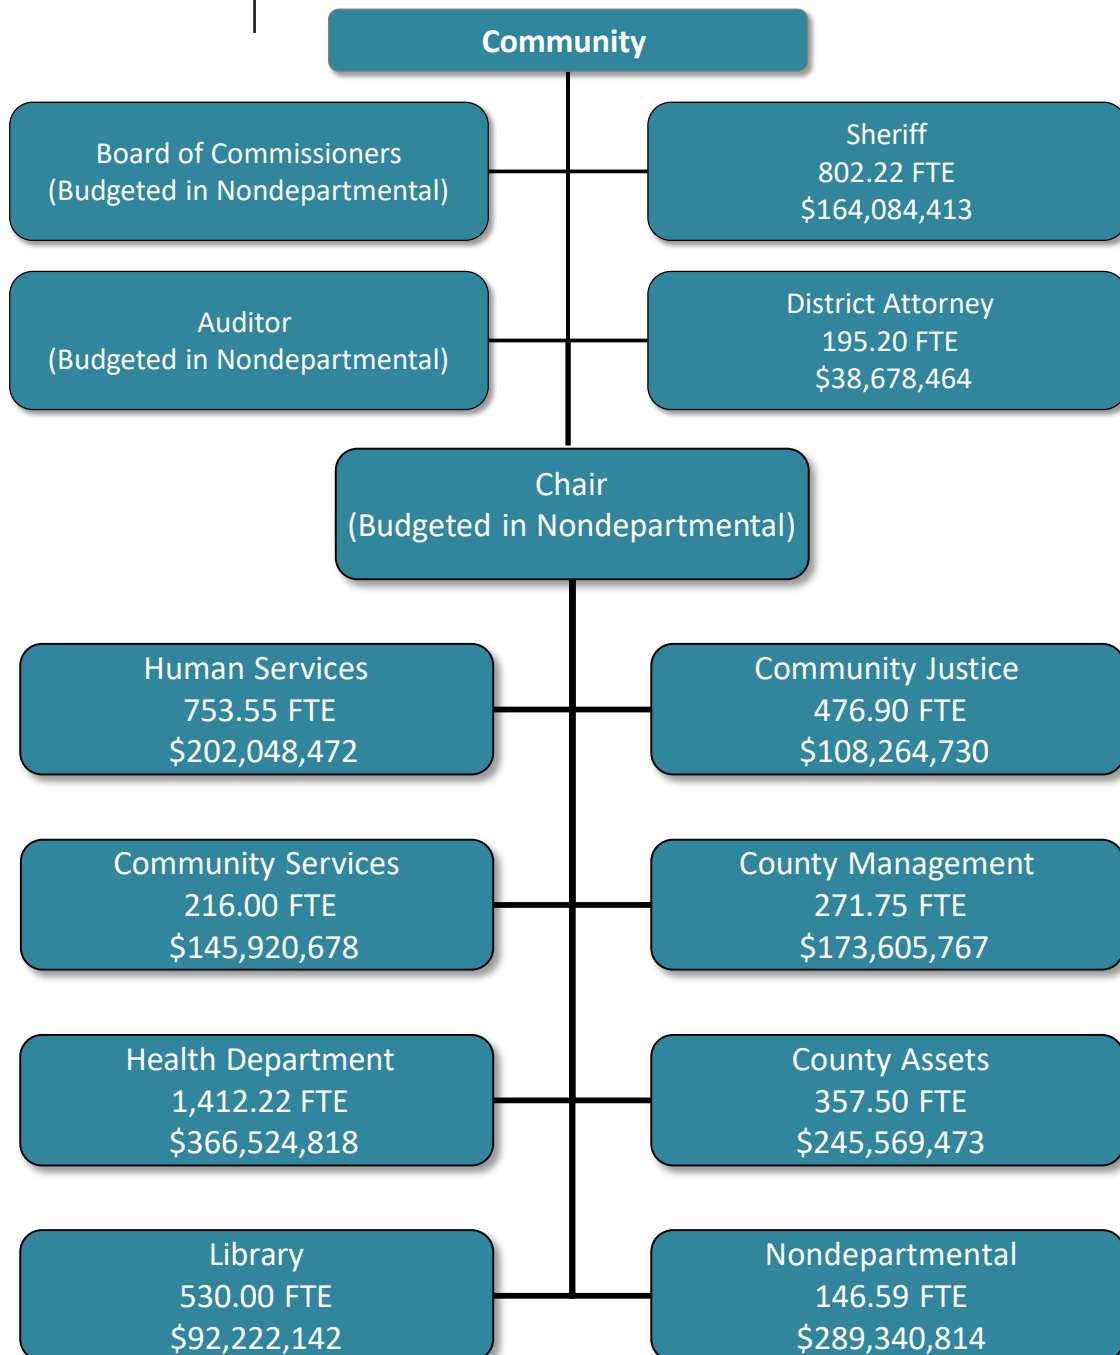 Community
Board of Commissioners
(Budgeted in Nondepartmental)
Sheriff
802.22 FTE
$164,084,413
Auditor
(Budgeted in Nondepartmental)
District Attorney
195.20 FTE
$38,678,464
Chair
(Budgeted in Nondepartmental)
Human Services
753.55 FTE
$202,048,472
Community Justice
476.90 FTE
$108,264,730
Community Services
216.00 FTE
$145,920,678
County Management
271.75 FTE
$173,605,767
Health Department
1,412.22 FTE
$366,524,818
County Assets
357.50 FTE
$245,569,473
Library
530.00 FTE
$92,222,142
Nondepartmental
146.59 FTE
$289,340,814